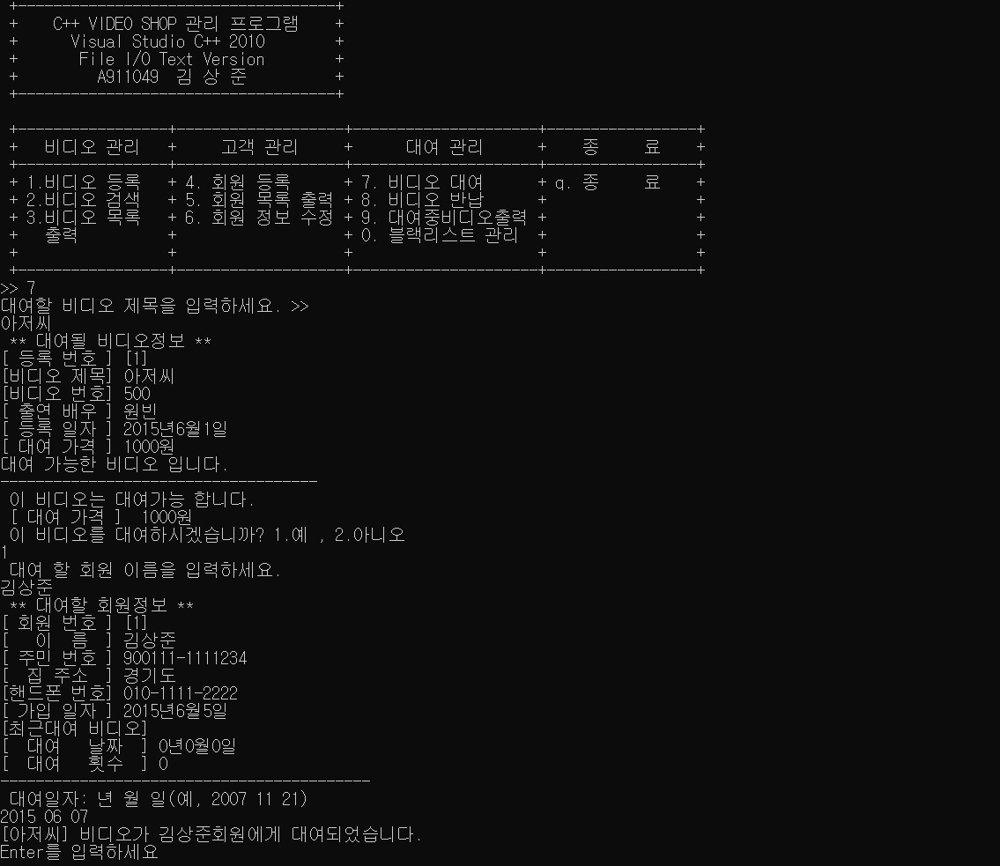 +------------------------------------+
+    C++ VIDEO SHOP 관리 프로그램    +
+      Visual Studio C++ 2010        +
+       File I/O Text Version        +
+         A911049  김 상 준          +
+------------------------------------+
+-----------------+-------------------+---------------------+-----------------+
+   비디오 관리   +     고객 관리     +      대여 관리      +    종     료    +
+-----------------+-------------------+---------------------+-----------------+
+ 1.비디오 등록   + 4. 회원 등록      + 7. 비디오 대여      + q. 종     료    +
+ 2.비디오 검색   + 5. 회원 목록 출력 + 8. 비디오 반납      +                 +
+ 3.비디오 목록   + 6. 회원 정보 수정 + 9. 대여중비디오출력 +                 +
+   출력          +                   + 0. 블랙리스트 관리  +                 +
+                 +                   +                     +                 +
+-----------------+-------------------+---------------------+-----------------+
>> 7
대여할 비디오 제목을 입력하세요. >>
아저씨
** 대여될 비디오정보 **
[ 등록 번호 ] [1]
[비디오 제목] 아저씨
[비디오 번호] 500
[ 출연 배우 ] 원빈
[ 등록 일자 ] 2015년6월1일
[ 대여 가격 ] 1000원
대여 가능한 비디오 입니다.
------------------------------------
이 비디오는 대여가능 합니다.
[ 대여 가격 ]  1000원
이 비디오를 대여하시겠습니까? 1.예 , 2.아니오
1
대여 할 회원 이름을 입력하세요.
김상준
** 대여할 회원정보 **
[ 회원 번호 ] [1]
[   이  름  ] 김상준
[ 주민 번호 ] 900111-1111234
[  집 주소  ] 경기도
[핸드폰 번호] 010-1111-2222
[ 가입 일자 ] 2015년6월5일
[최근대여 비디오]
[  대여   날짜  ] 0년0월0일
[  대여   횟수  ] 0
------------------------------------------
대여일자: 년 월 일(예, 2007 11 21)
2015 06 07
[아저씨] 비디오가 김상준회원에게 대여되었습니다.
Enter를 입력하세요